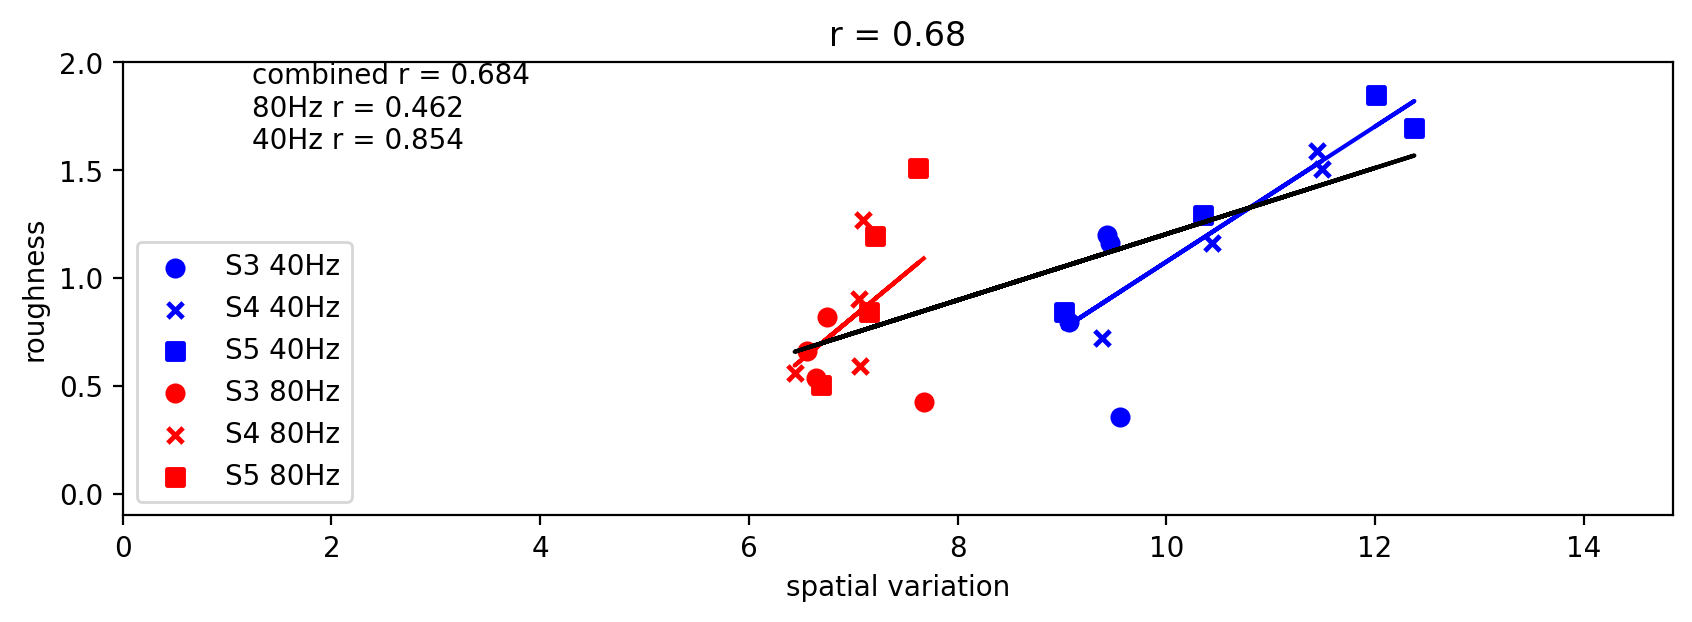 r = 0.68
combined r = 0.684
80Hz r = 0.462
40Hz r = 0.854
2.0
1.5
1.0
0.5
0.0
roughness
S3 40Hz
S4 40Hz
S5 40Hz
S3 80Hz
S4 80Hz
S5 80Hz
0 2 4 6 8 10 12 14
spatial variation